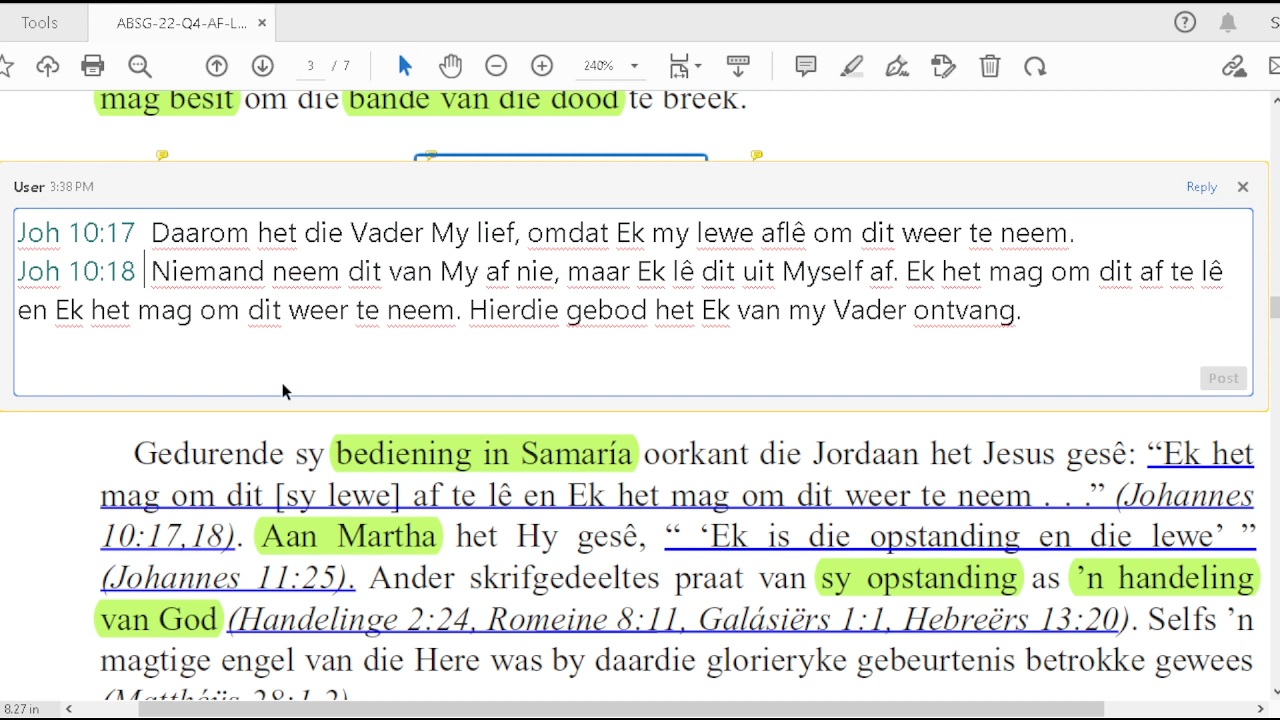 Tools
ABSG-22-Q4-AF-L... ×
3 / 7
240%
mag besit om die bande van die dood te breek.
User 3:38 PM
Reply
Joh 10:17 Daarom het die Vader My lief, omdat Ek my lewe aflê om dit weer te neem.
Joh 10:18 Niemand neem dit van My af nie, maar Ek lê dit uit Myself af. Ek het mag om dit af te lê
en Ek het mag om dit weer te neem. Hierdie gebod het Ek van my Vader ontvang.
Post
Gedurende sy bediening in Samaría oorkant die Jordaan het Jesus gesê: “Ek het
mag om dit [sy lewe] af te lê en Ek het mag om dit weer te neem . . .” (Johannes
10:17,18). Aan Martha het Hy gesê, “ ‘Ek is die opstanding en die lewe’ ”
(Johannes 11:25). Ander skrifgedeeltes praat van sy opstanding as ’n handeling
van God (Handelinge 2:24, Romeine 8:11, Galásiërs 1:1, Hebreërs 13:20). Selfs ’n
magtige engel van die Here was by daardie glorieryke gebeurtenis betrokke gewees
8.27 in